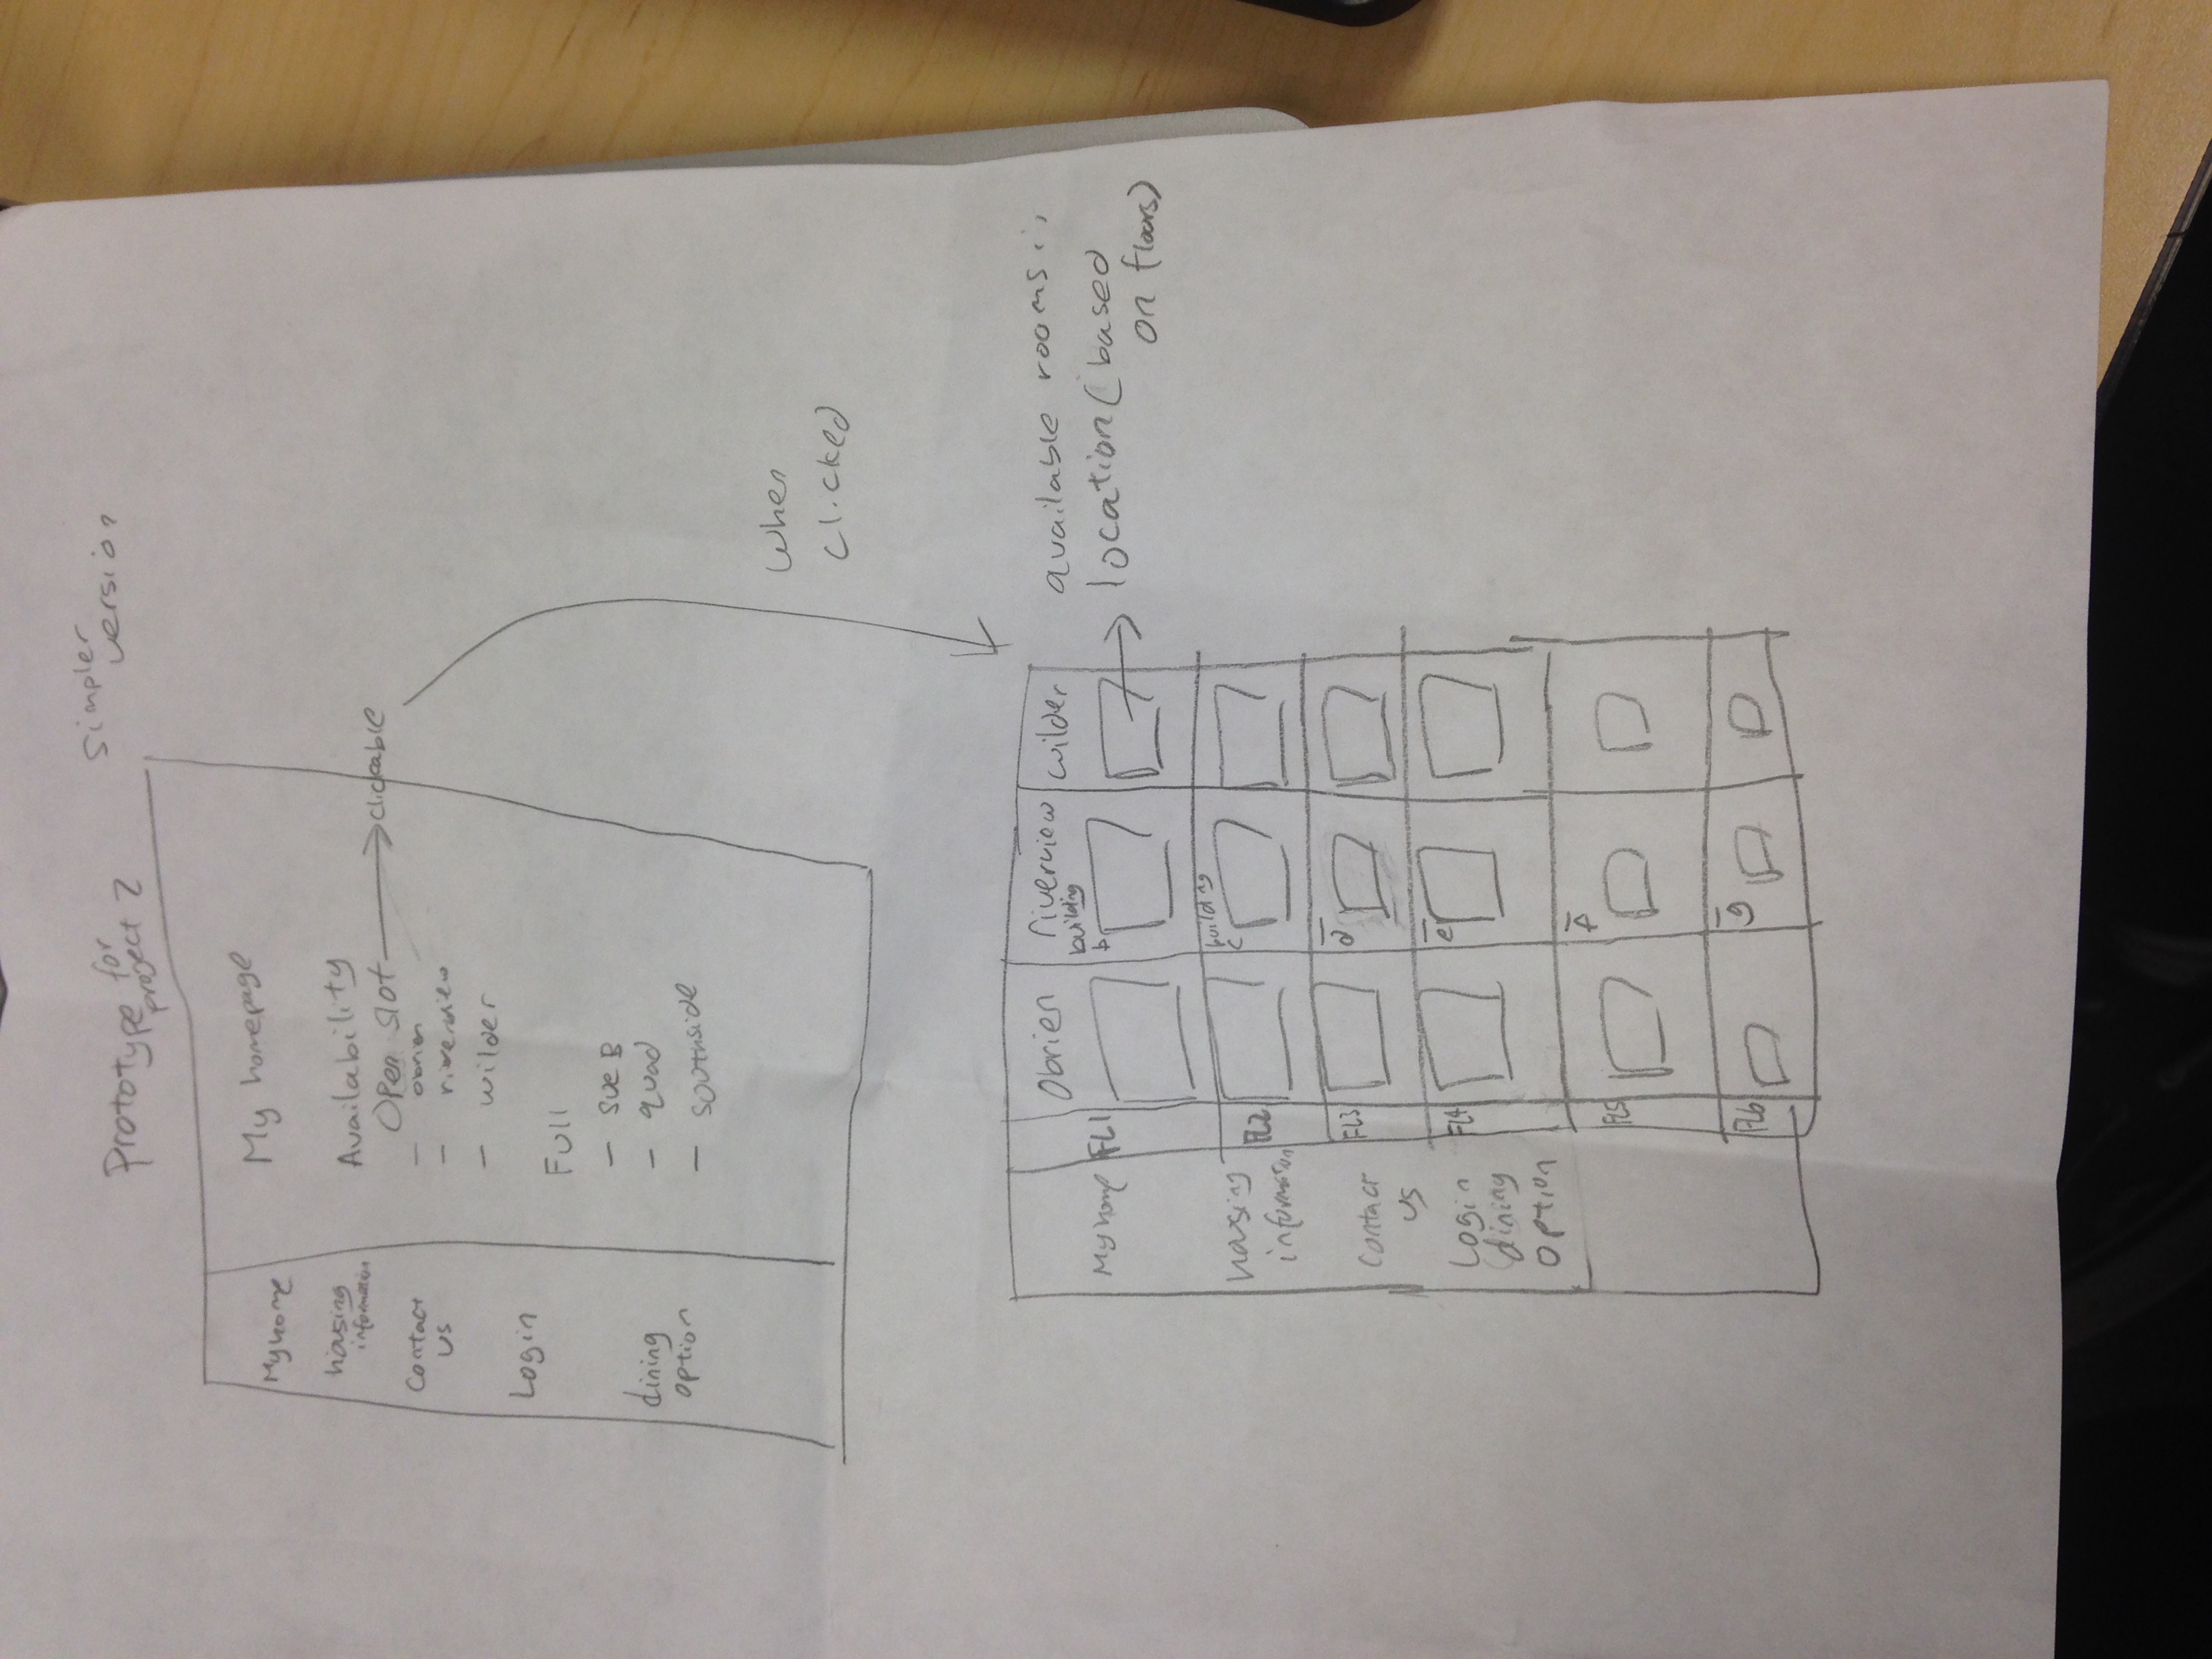 Prototype for
project 2
Simpler
version
My home
housing
information
Contact
us
Login
dining
option
My homepage
Availability
Open slot
clickable
- obrien
- riverview
- wilder
Full
- sue B
- quad
- southside
when
clicked
Obrien
riverview
wilder
available rooms
location (based
on floors)
My home
housing
information
Contact
us
Login
dining
option
FL1
building
b
FL2
building
c
FL3
d
FL4
e
FL5
f
FL6
g